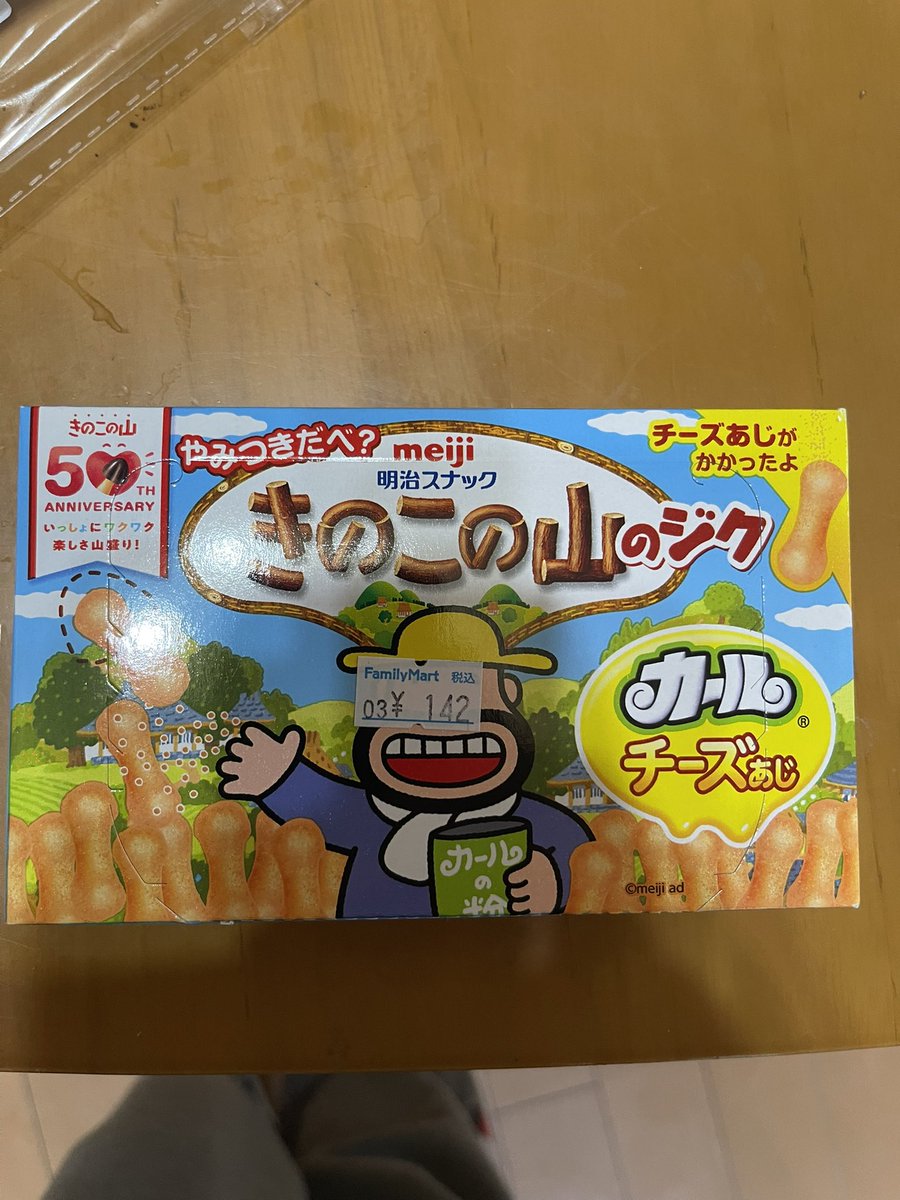 きのこの山
50TH
ANNIVERSARY
いっしょにワクワク
楽しさ山盛り!
やみつきだべ?
meiji
明治スナック
きのこの山のジク
チーズあじが
かかったよ
FamilyMart 税込
03¥ 142
カール®
チーズあじ
カール
の
粉
©meiji ad